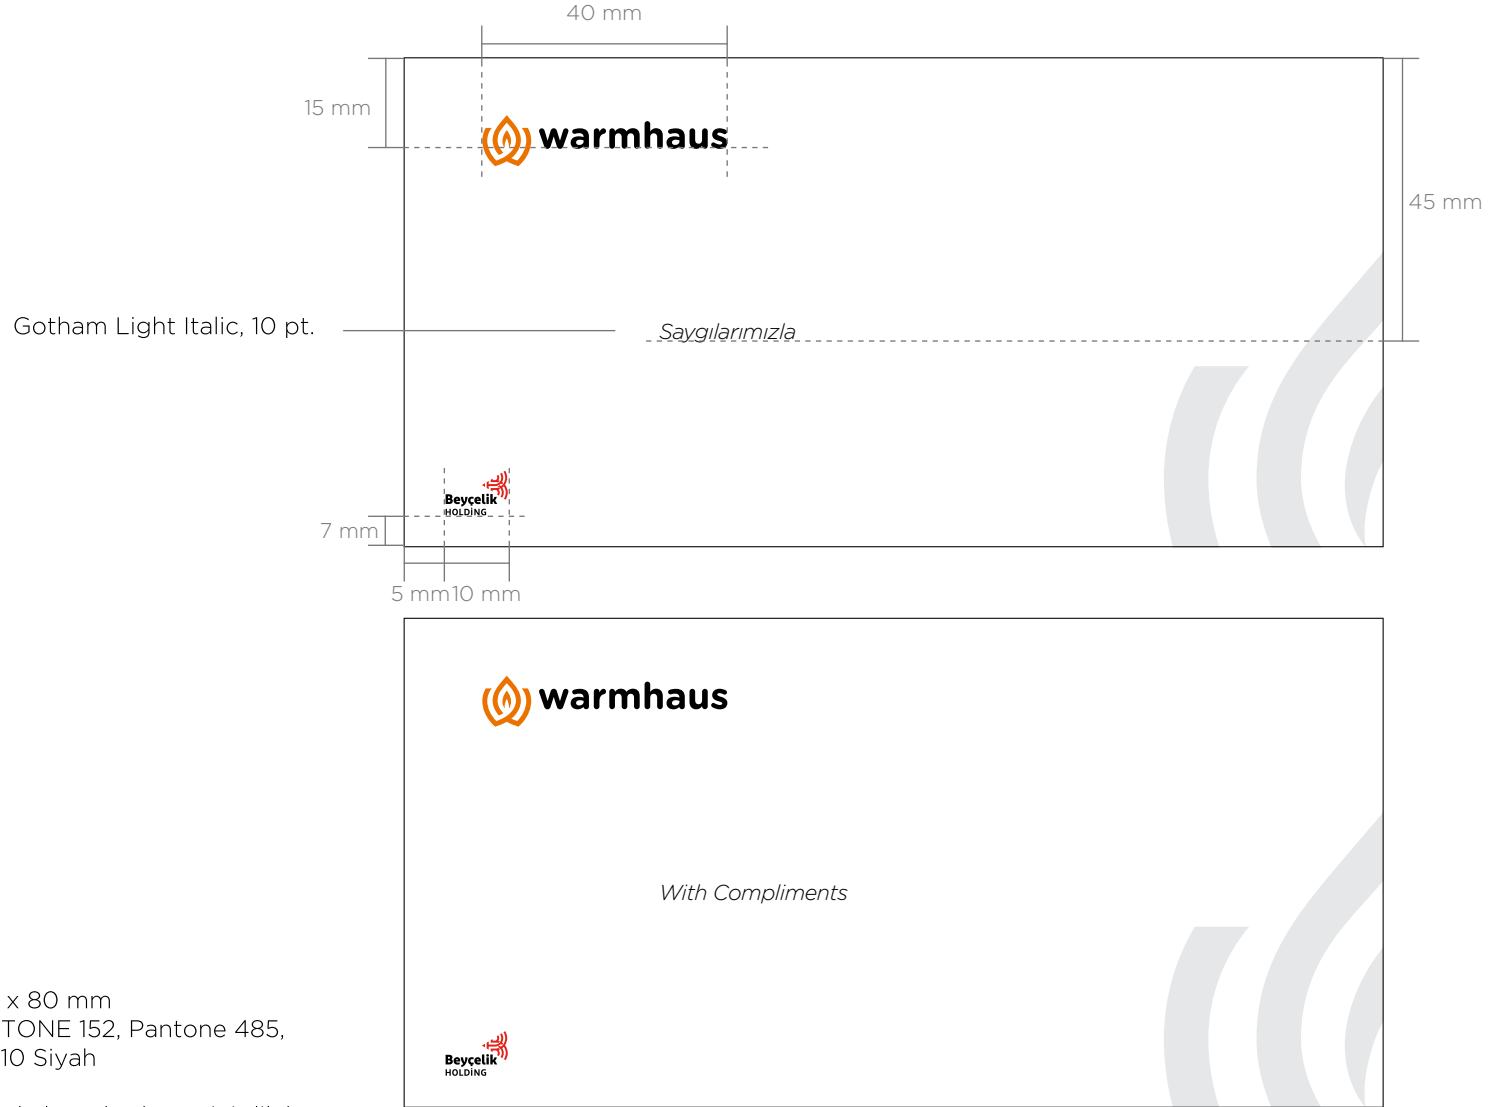 40 mm
15 mm
warmhaus
45 mm
Gotham Light Italic, 10 pt.
Saygılarımızla
Beyçelik
HOLDİNG
7 mm
5 mm 10 mm
warmhaus
With Compliments
x 80 mm
TONE 152, Pantone 485,
10 Siyah
Beyçelik
HOLDİNG